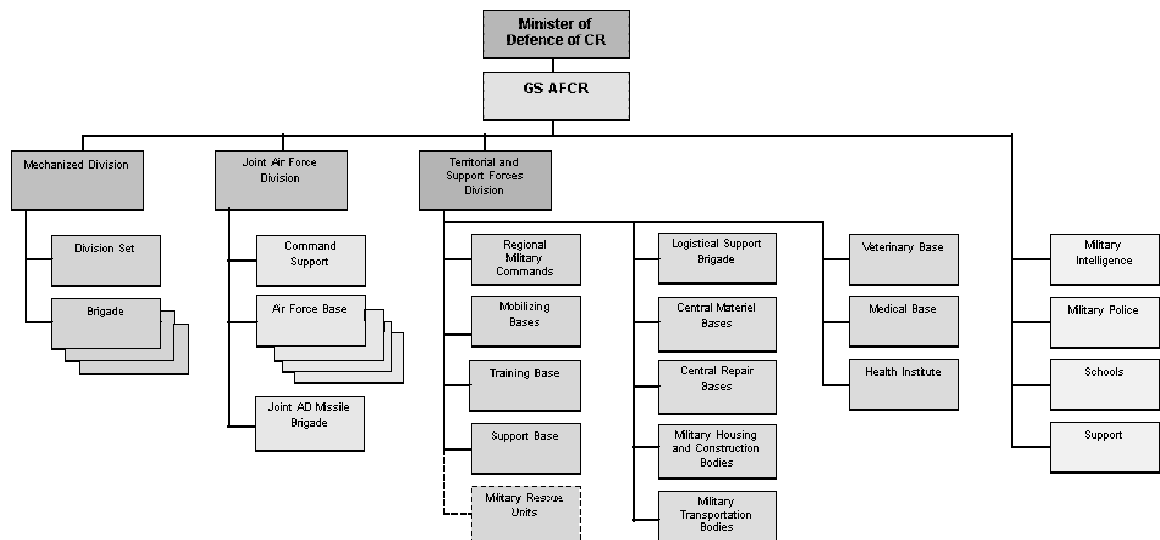 Minister of
Defence of CR
GS AFCR
Mechanized Division
Joint Air Force
Division
Territorial and
Support Forces
Division
Division Set
Brigade
Command
Support
Air Force Base
Joint AD Missile
Brigade
Regional
Military
Commands
Mobilizing
Bases
Training Base
Support Base
Military Rescue
Units
Logistical Support
Brigade
Central Materiel
Bases
Central Repair
Bases
Military Housing
and Construction
Bodies
Military
Transportation
Bodies
Veterinary Base
Medical Base
Health Institute
Military
Intelligence
Military Police
Schools
Support